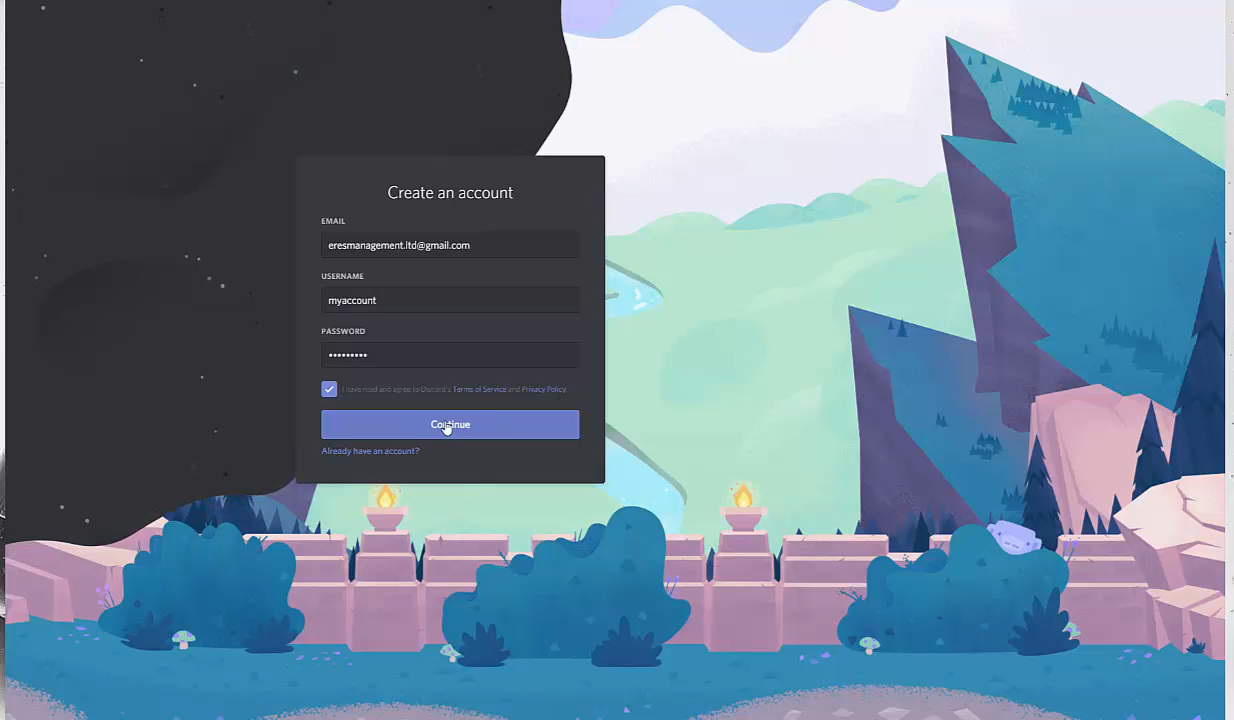 Create an account
EMAIL
eresmanagement.ltd@gmail.com
USERNAME
myaccount
PASSWORD
•••••••••
I have read and agree to Discord's Terms of Service and Privacy Policy.
Continue
Already have an account?